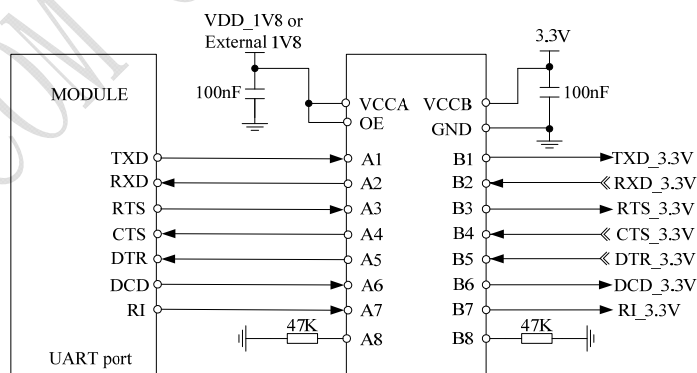 VDD_1V8 or
External 1V8
3.3V
MODULE
100nF
100nF
VCCA VCCB
OE
GND
TXD A1 B1 TXD_3.3V
RXD A2 B2 RXD_3.3V
RTS A3 B3 RTS_3.3V
CTS A4 B4 CTS_3.3V
DTR A5 B5 DTR_3.3V
DCD A6 B6 DCD_3.3V
RI A7 B7 RI_3.3V
47K A8 B8 47K
UART port